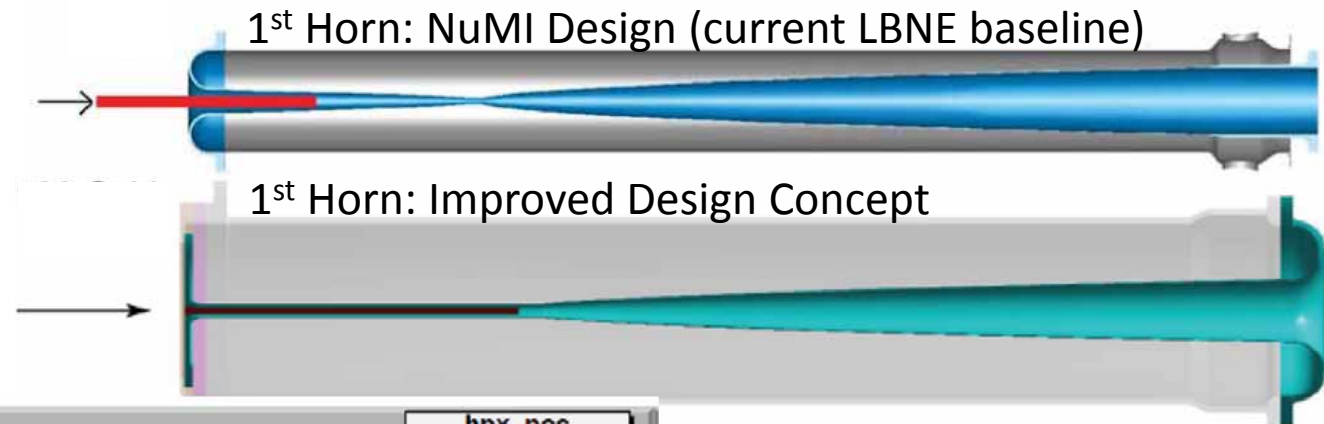 1st Horn: NuMI Design (current LBNE baseline)
1st Horn: Improved Design Concept